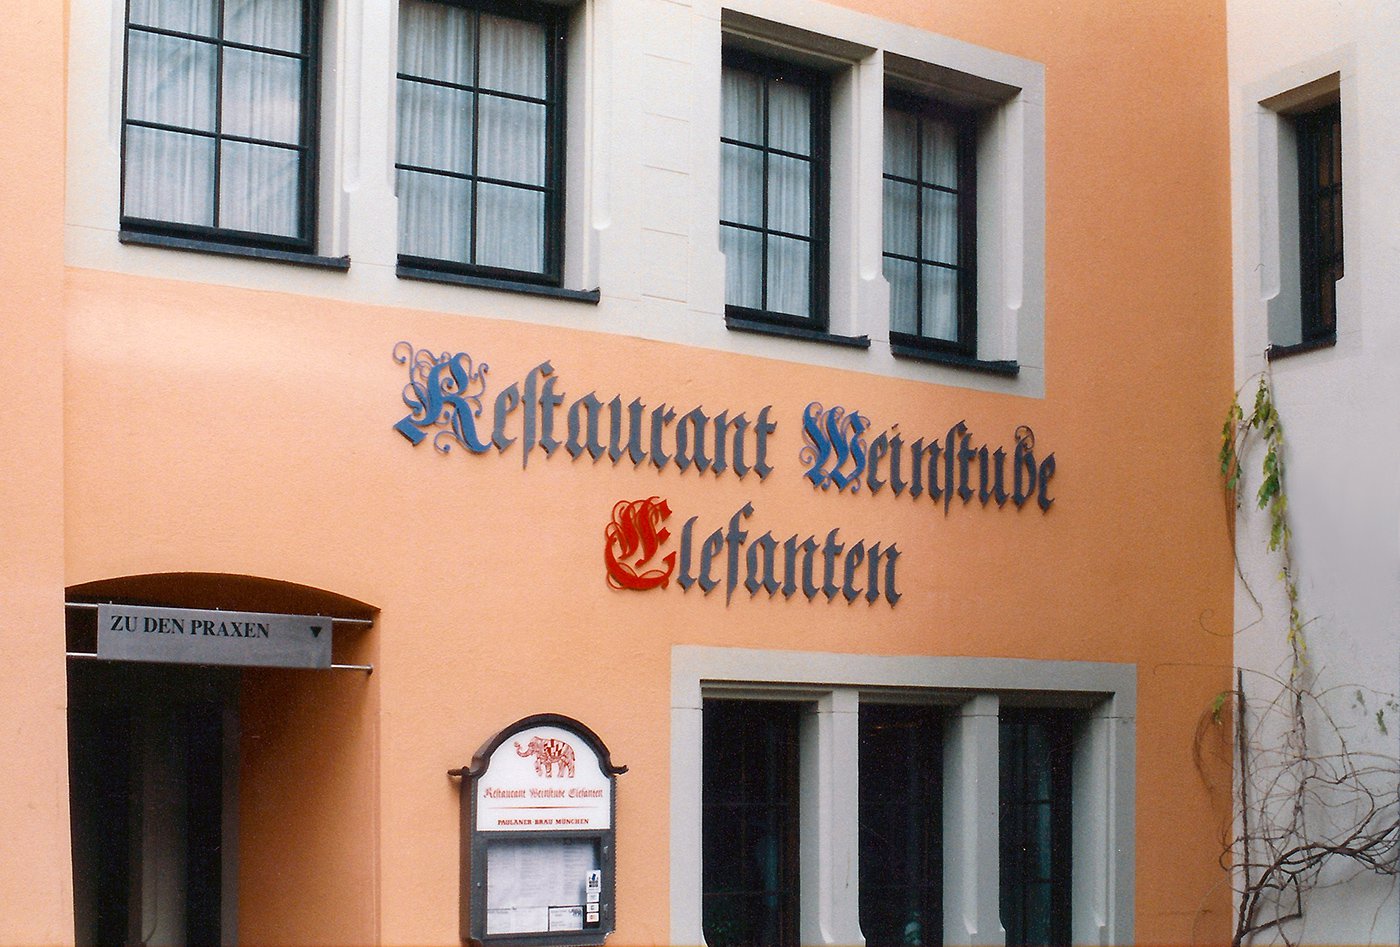 Reſtaurant Weinſtube
Elefanten
ZU DEN PRAXEN
Reſtaurant Weinſtube Elefanten
PAULANER BRÄU MÜNCHEN